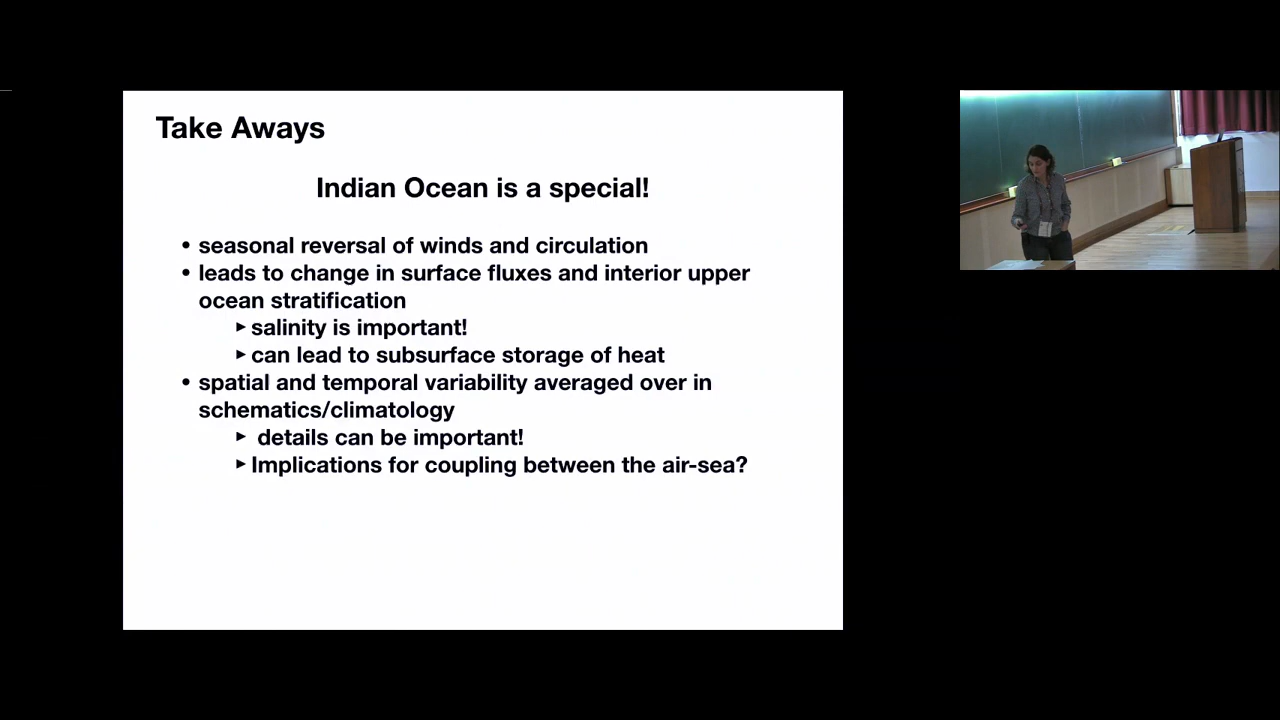 Take Aways
Indian Ocean is a special!
• seasonal reversal of winds and circulation
• leads to change in surface fluxes and interior upper
ocean stratification
▸ salinity is important!
▸ can lead to subsurface storage of heat
• spatial and temporal variability averaged over in
schematics/climatology
▸ details can be important!
▸ Implications for coupling between the air-sea?